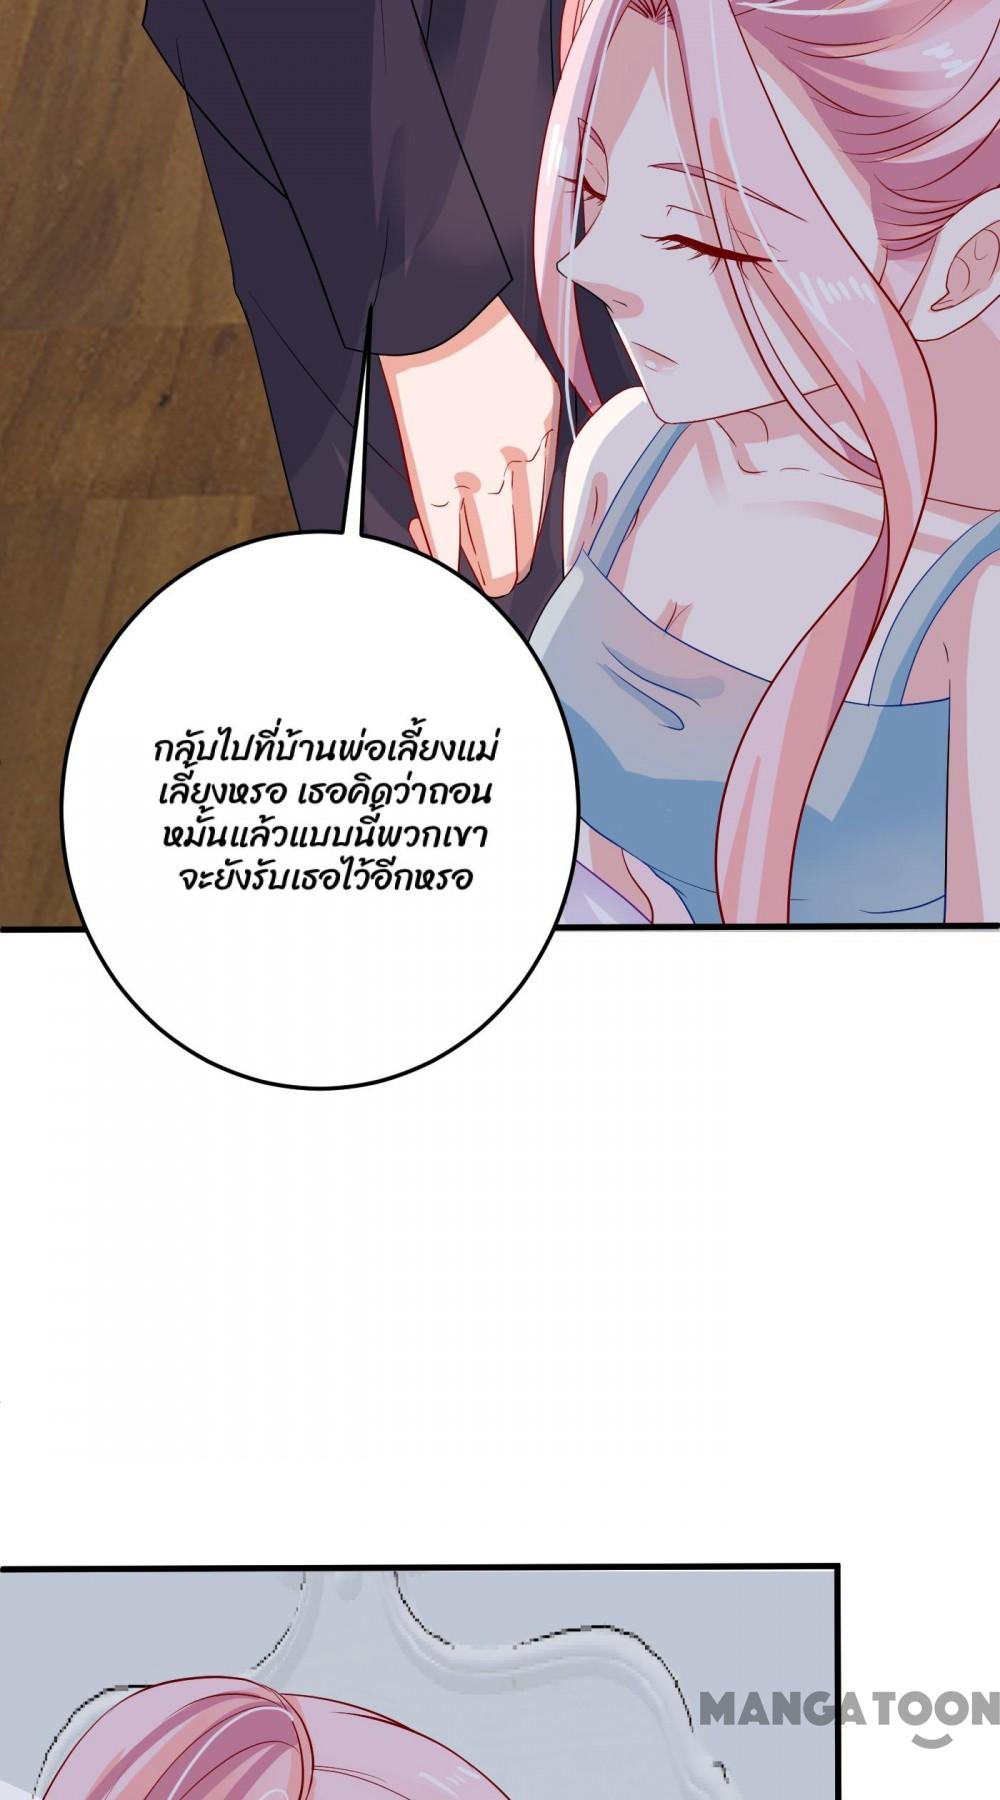 กลับไปที่บ้านพ่อเลี้ยงแม่
เลี้ยงหรอ เธอคิดว่าถอน
หมั้นแล้วแบบนี้พวกเขา
จะยังรับเธอไว้อีกหรอ
MANGATOON